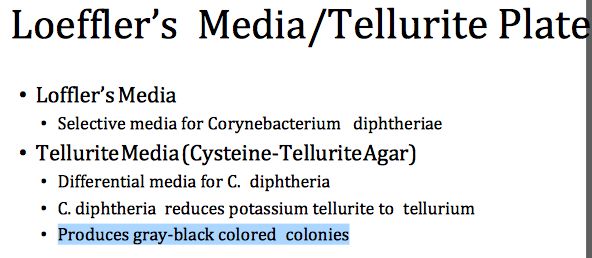 Loeffler's Media/Tellurite Plate
• Loffler's Media
• Selective media for Corynebacterium diphtheriae
• Tellurite Media (Cysteine-Tellurite Agar)
• Differential media for C. diphtheria
• C. diphtheria reduces potassium tellurite to tellurium
• Produces gray-black colored colonies